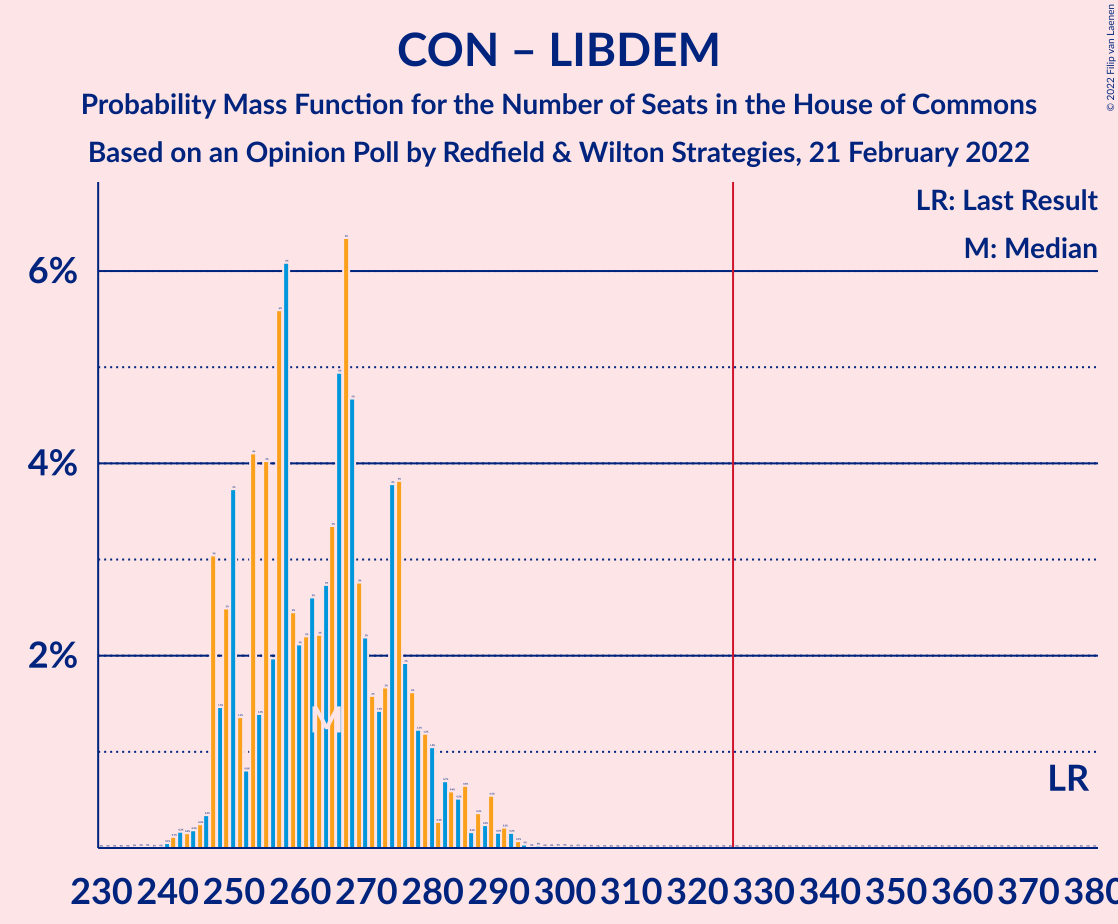 CON – LIBDEM
Probability Mass Function for the Number of Seats in the House of Commons
Based on an Opinion Poll by Redfield & Wilton Strategies, 21 February 2022
© 2022 Filip van Laenen
LR: Last Result
M: Median
6%
4%
2%
M
LR
230 240 250 260 270 280 290 300 310 320 330 340 350 360 370 380